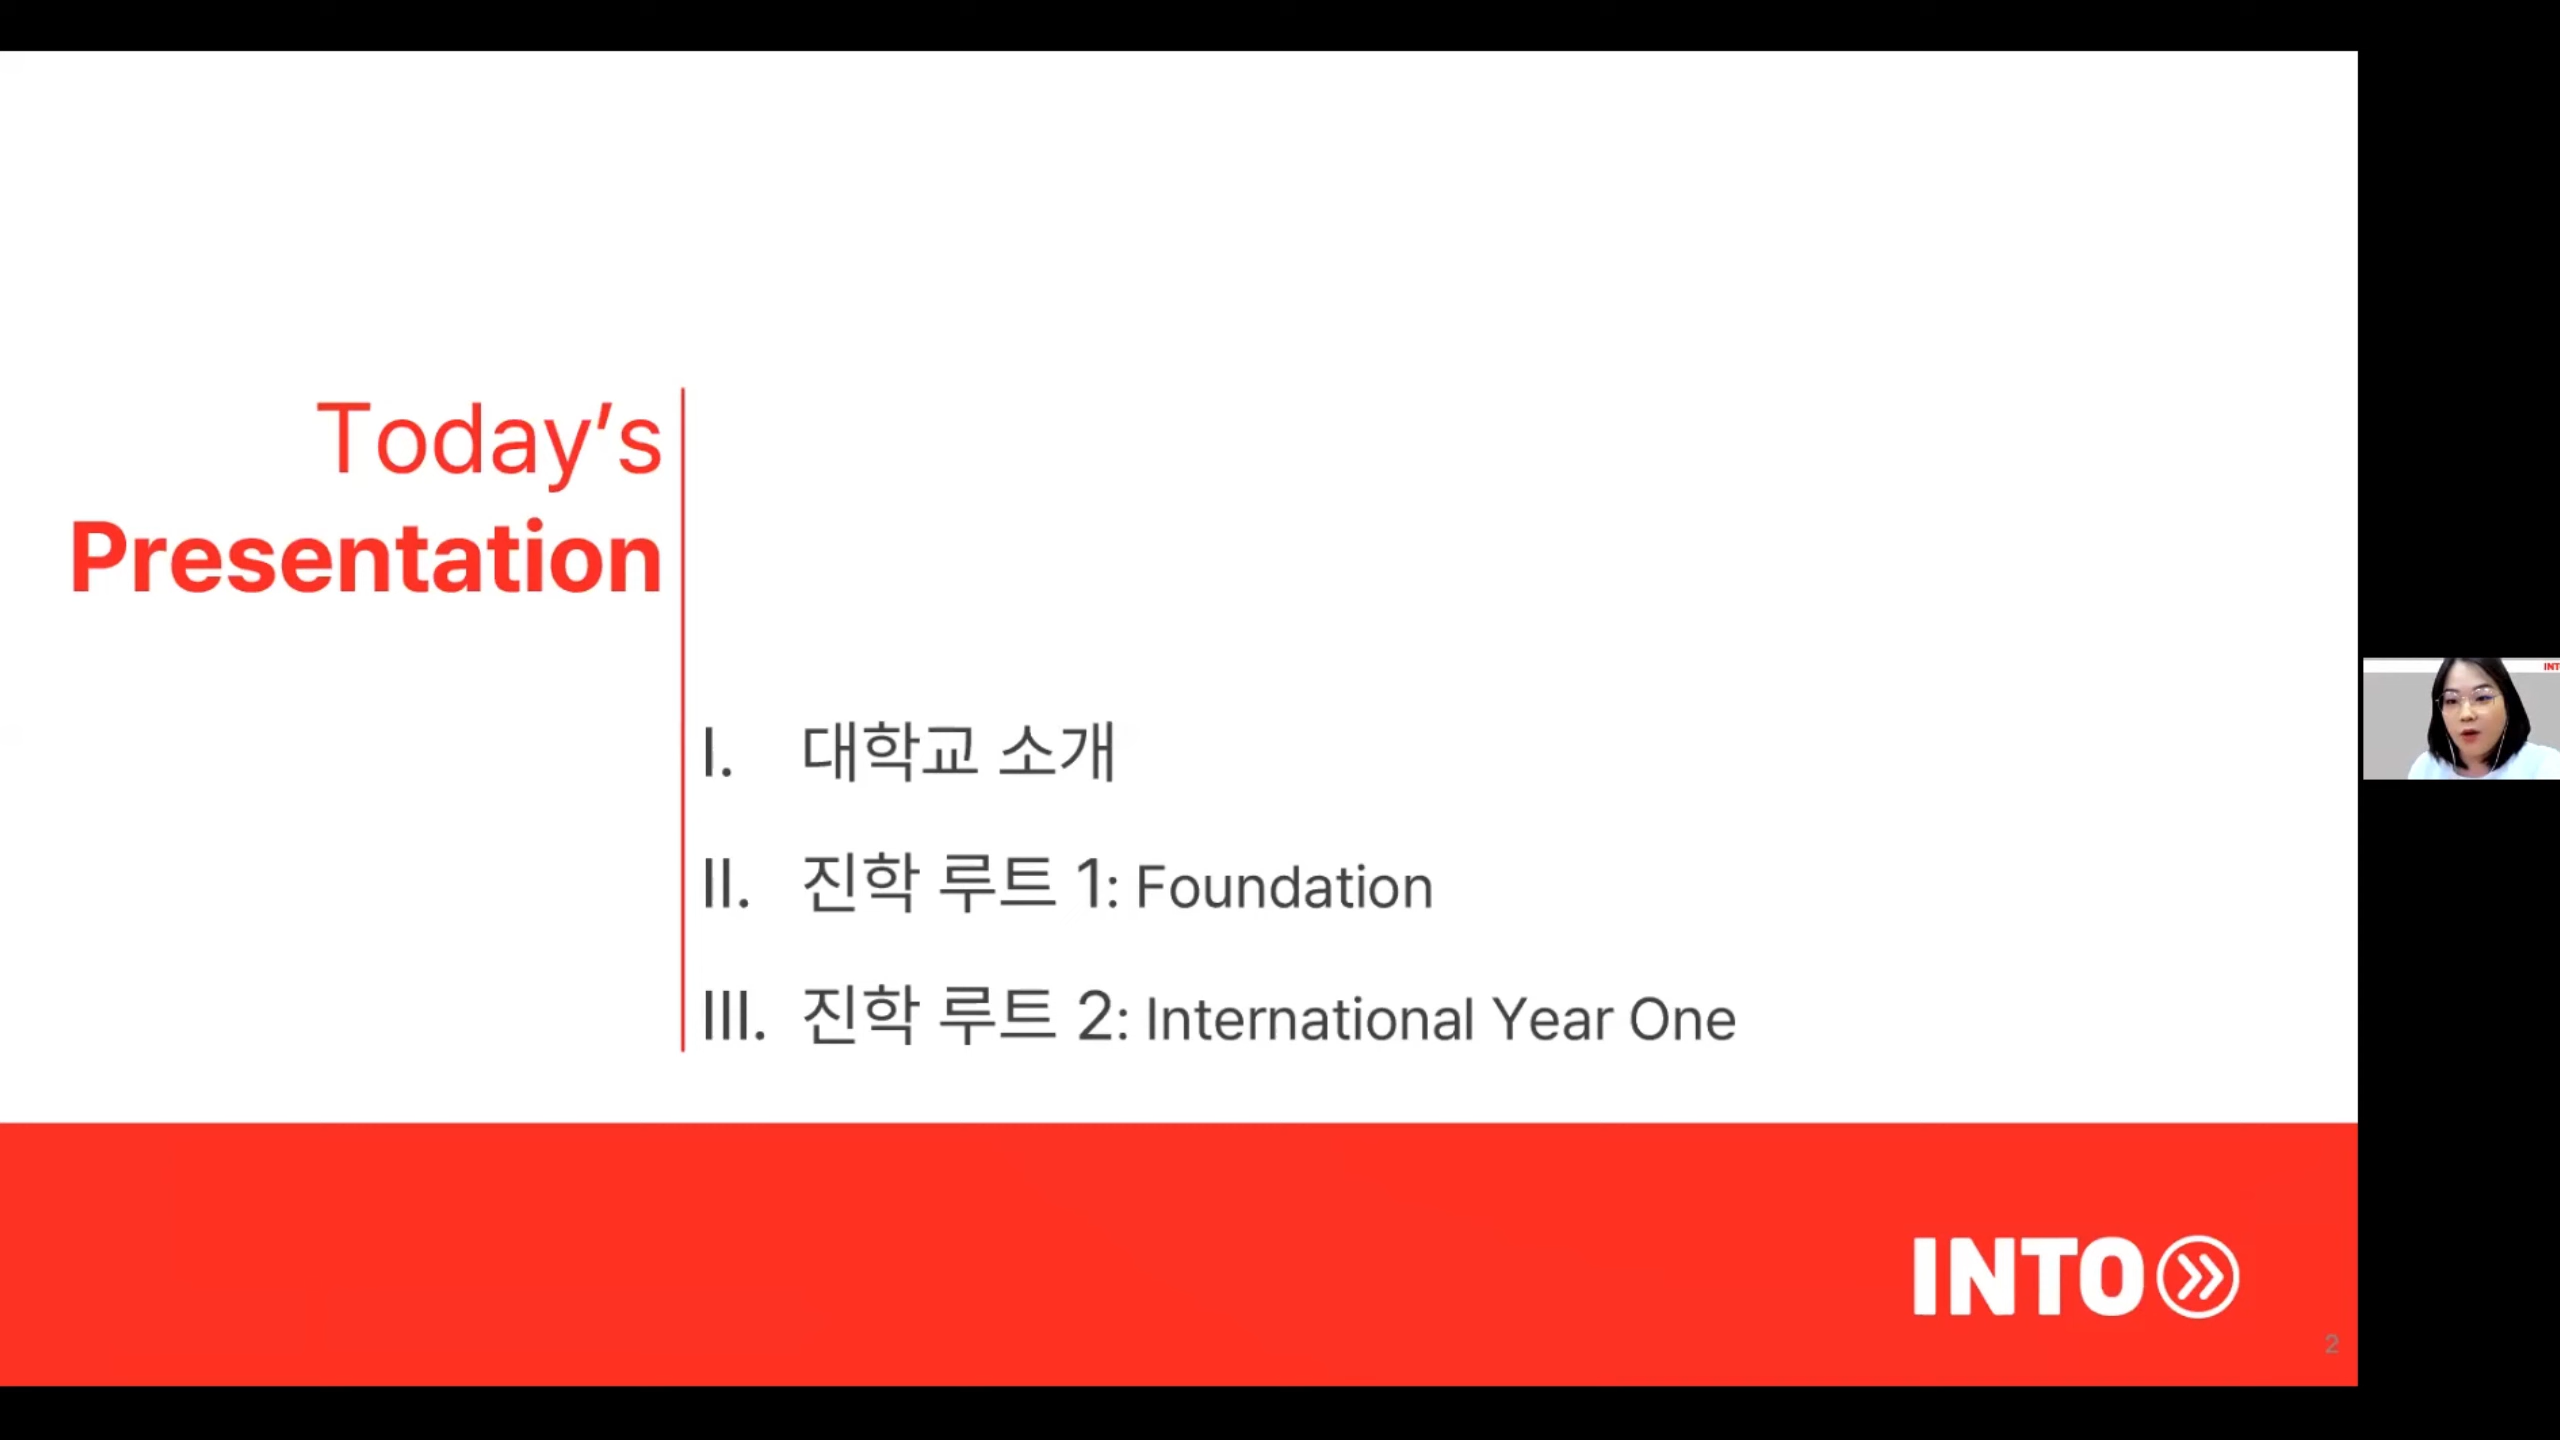 Today’s
Presentation
I. 대학교 소개
II. 진학 루트 1: Foundation
III. 진학 루트 2: International Year One
INTO
2
INT